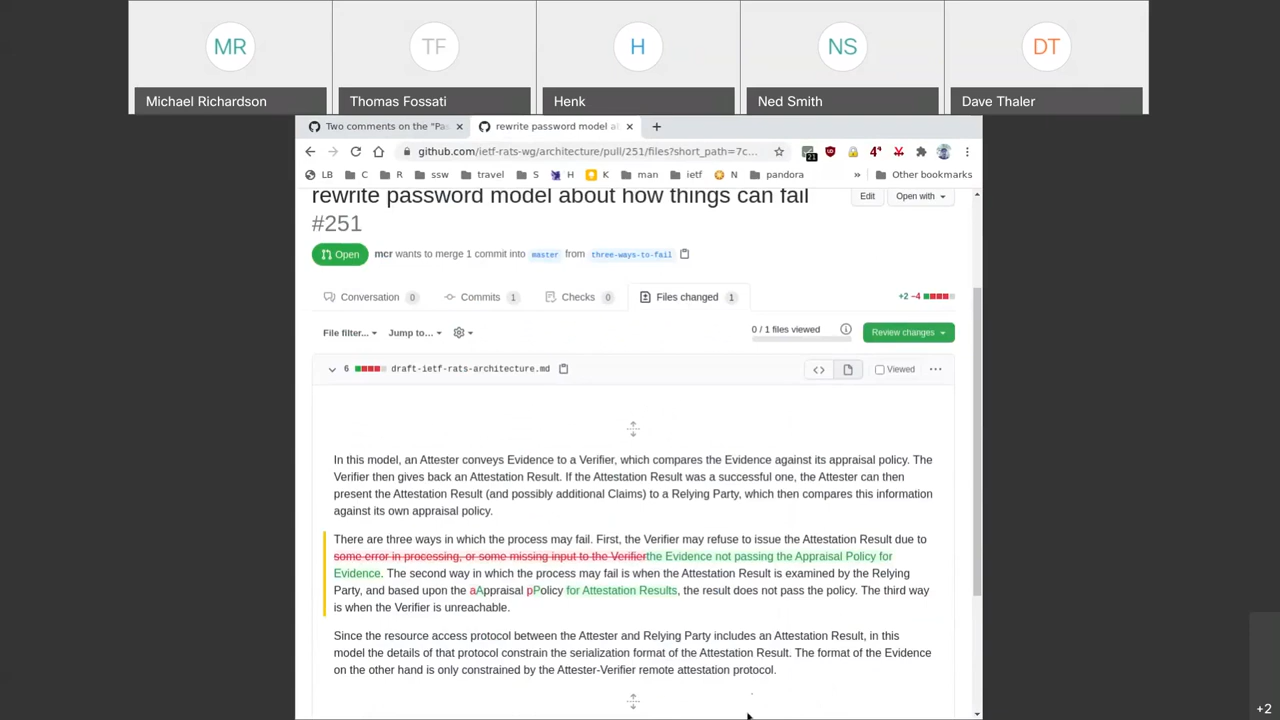 MR TF H NS DT
Michael Richardson Thomas Fossati Henk Ned Smith Dave Thaler
Two comments on the "Pas rewrite password model a
github.com/ietf-rats-wg/architecture/pull/251/files?short_path=7c... 21 4
LB C R ssw travel S H K man ietf N pandora » Other bookmarks
rewrite password model about how things can fail Edit Open with
#251
Open mcr wants to merge 1 commit into master from three-ways-to-fail
Conversation 0 Commits 1 Checks 0 Files changed 1 +2 −4
File filter... Jump to... 0 / 1 files viewed Review changes
6 draft-ietf-rats-architecture.md Viewed
In this model, an Attester conveys Evidence to a Verifier, which compares the Evidence against its appraisal policy. The
Verifier then gives back an Attestation Result. If the Attestation Result was a successful one, the Attester can then
present the Attestation Result (and possibly additional Claims) to a Relying Party, which then compares this information
against its own appraisal policy.
There are three ways in which the process may fail. First, the Verifier may refuse to issue the Attestation Result due to
some error in processing, or some missing input to the Verifierthe Evidence not passing the Appraisal Policy for
Evidence. The second way in which the process may fail is when the Attestation Result is examined by the Relying
Party, and based upon the aAppraisal pPolicy for Attestation Results, the result does not pass the policy. The third way
is when the Verifier is unreachable.
Since the resource access protocol between the Attester and Relying Party includes an Attestation Result, in this
model the details of that protocol constrain the serialization format of the Attestation Result. The format of the Evidence
on the other hand is only constrained by the Attester-Verifier remote attestation protocol.
+2